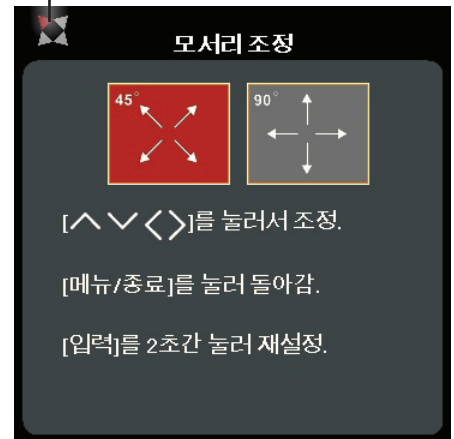 모서리 조정
45° 90°
[∧∨<>]를 눌러서 조정.
[메뉴/종료]를 눌러 돌아감.
[입력]를 2초간 눌러 재설정.